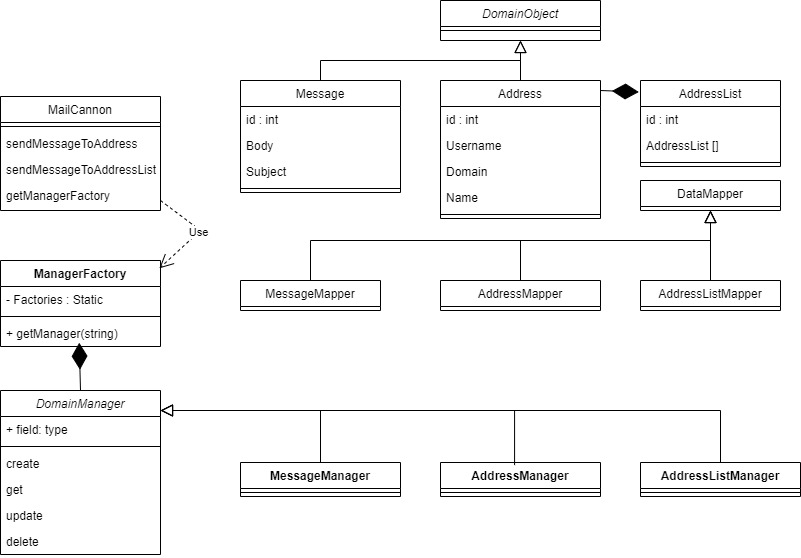 DomainObject
Message
id : int
Body
Subject
Address
id : int
Username
Domain
Name
AddressList
id : int
AddressList []
MailCannon
sendMessageToAddress
sendMessageToAddressList
getManagerFactory
Use
DataMapper
MessageMapper
AddressMapper
AddressListMapper
ManagerFactory
- Factories : Static
+ getManager(string)
DomainManager
+ field: type
create
get
update
delete
MessageManager
AddressManager
AddressListManager